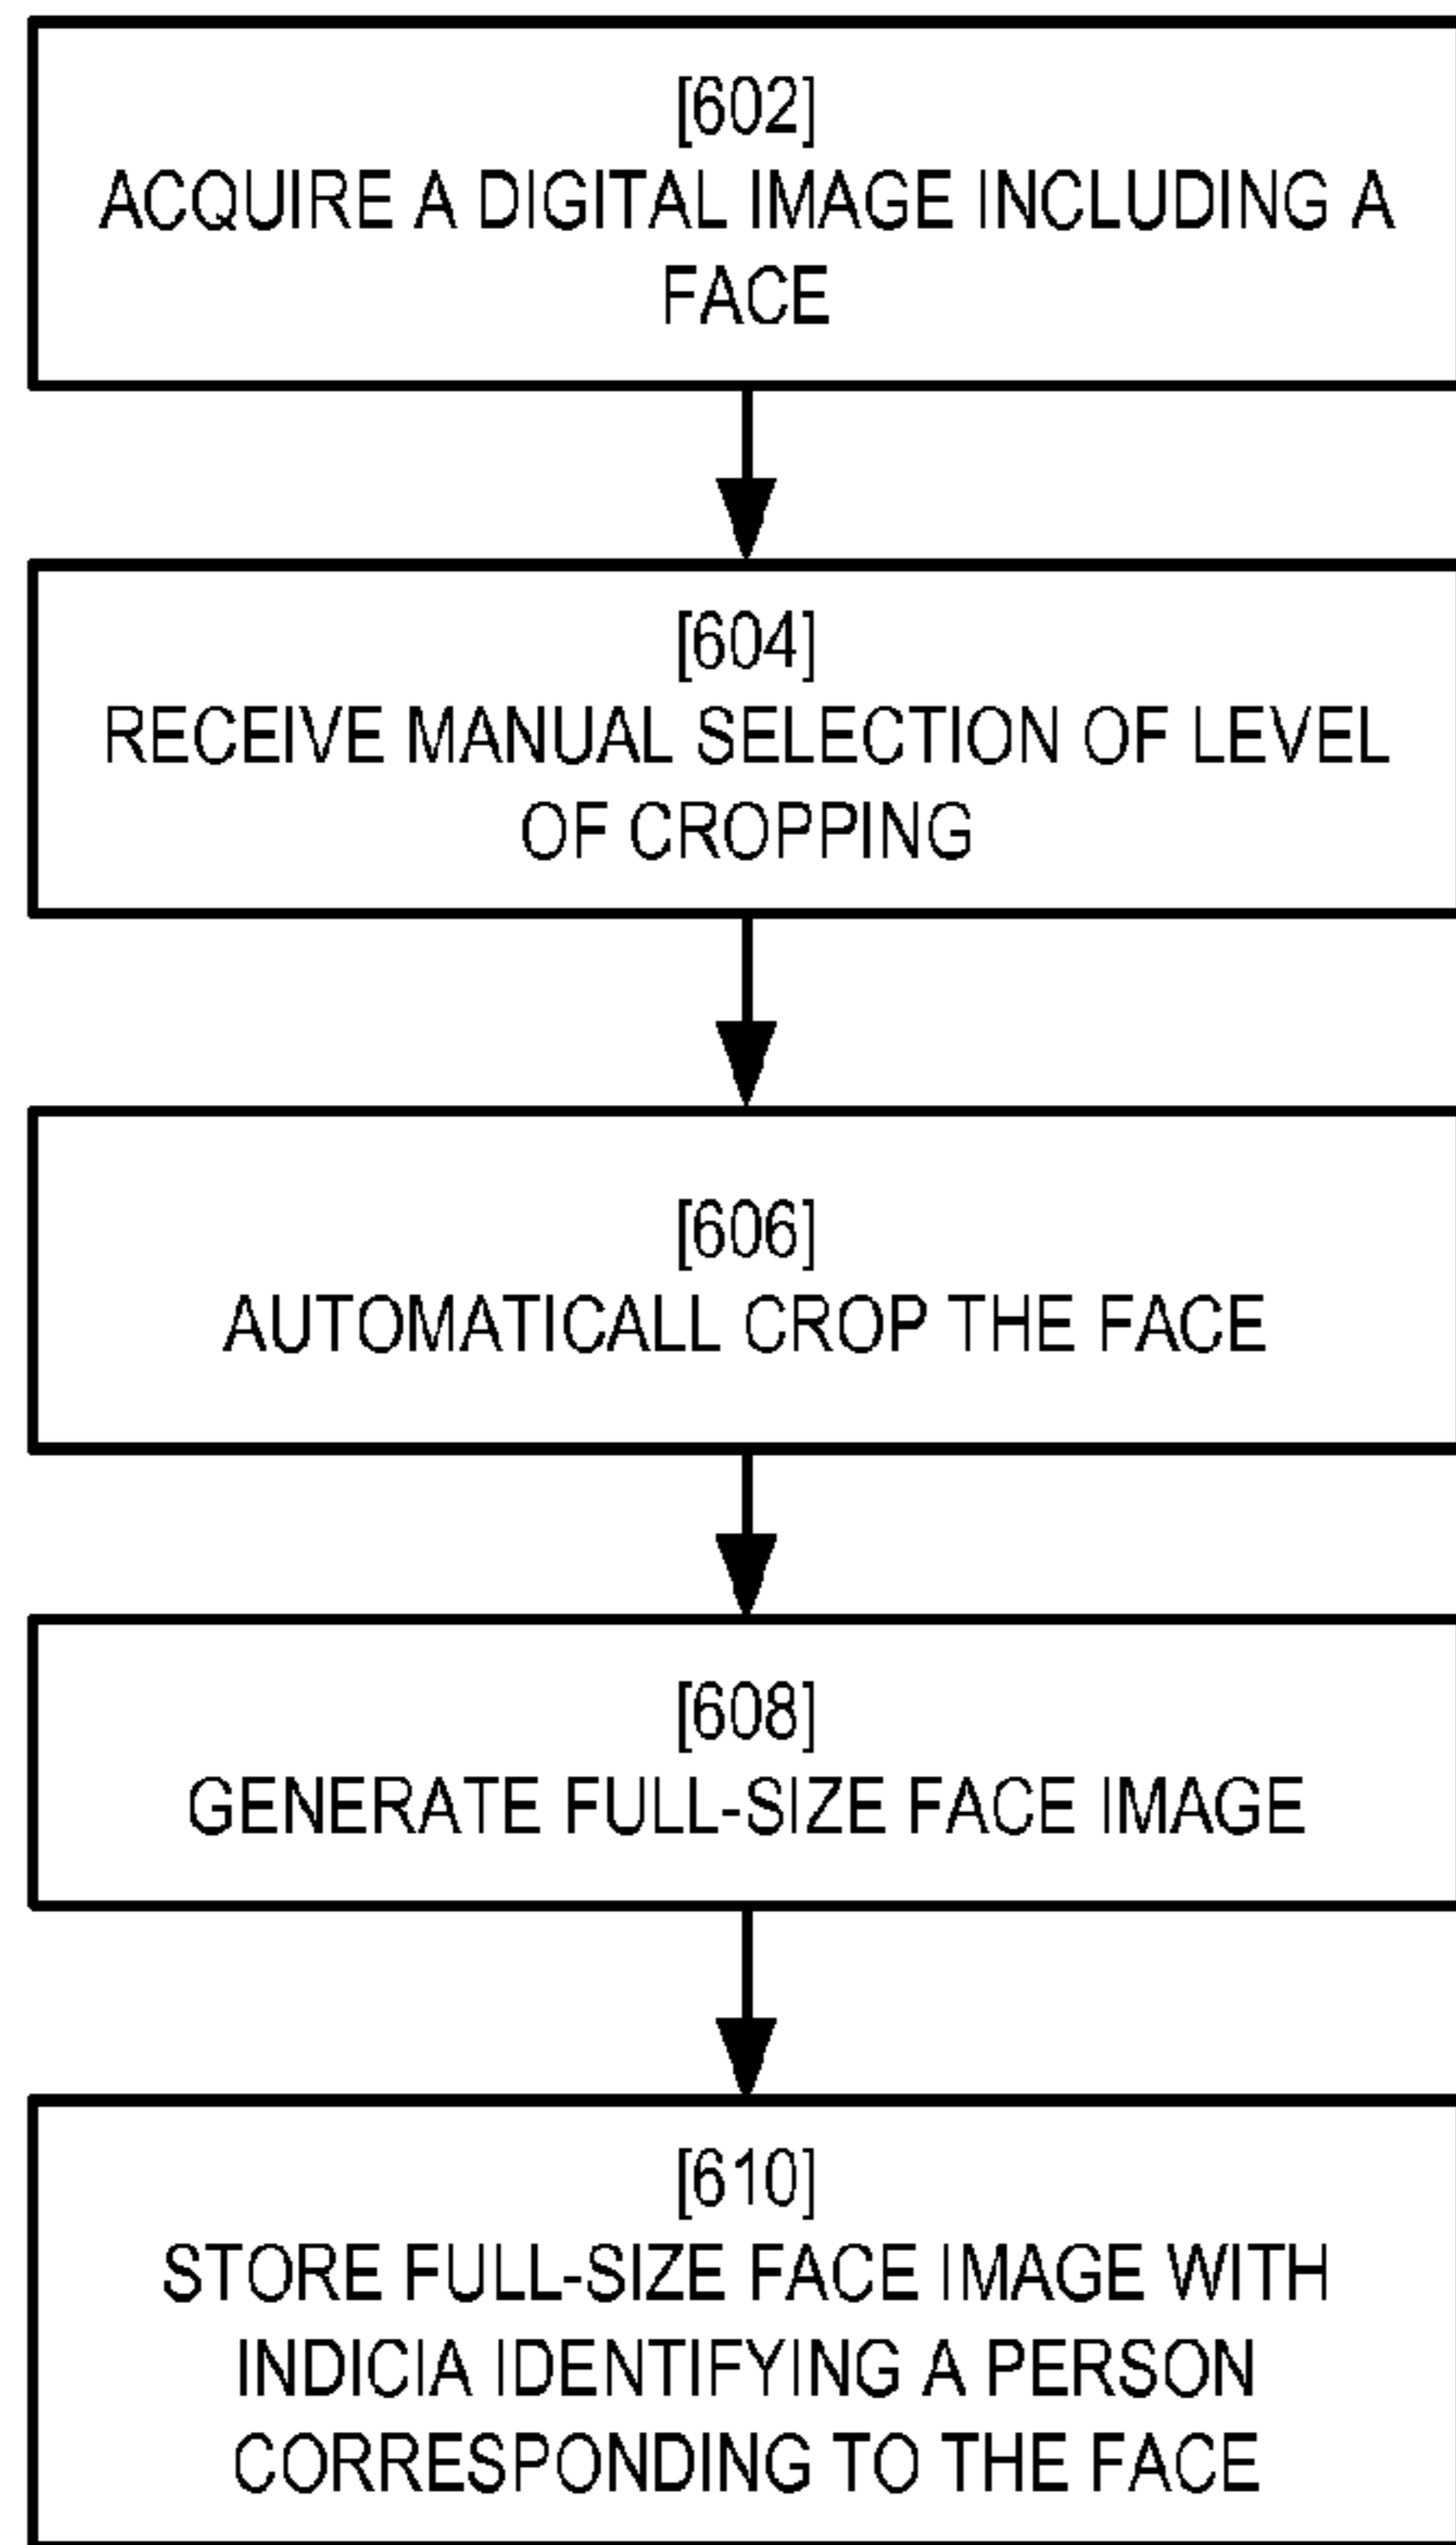 [602]
ACQUIRE A DIGITAL IMAGE INCLUDING A
FACE
[604]
RECEIVE MANUAL SELECTION OF LEVEL
OF CROPPING
[606]
AUTOMATICALL CROP THE FACE
[608]
GENERATE FULL-SIZE FACE IMAGE
[610]
STORE FULL-SIZE FACE IMAGE WITH
INDICIA IDENTIFYING A PERSON
CORRESPONDING TO THE FACE